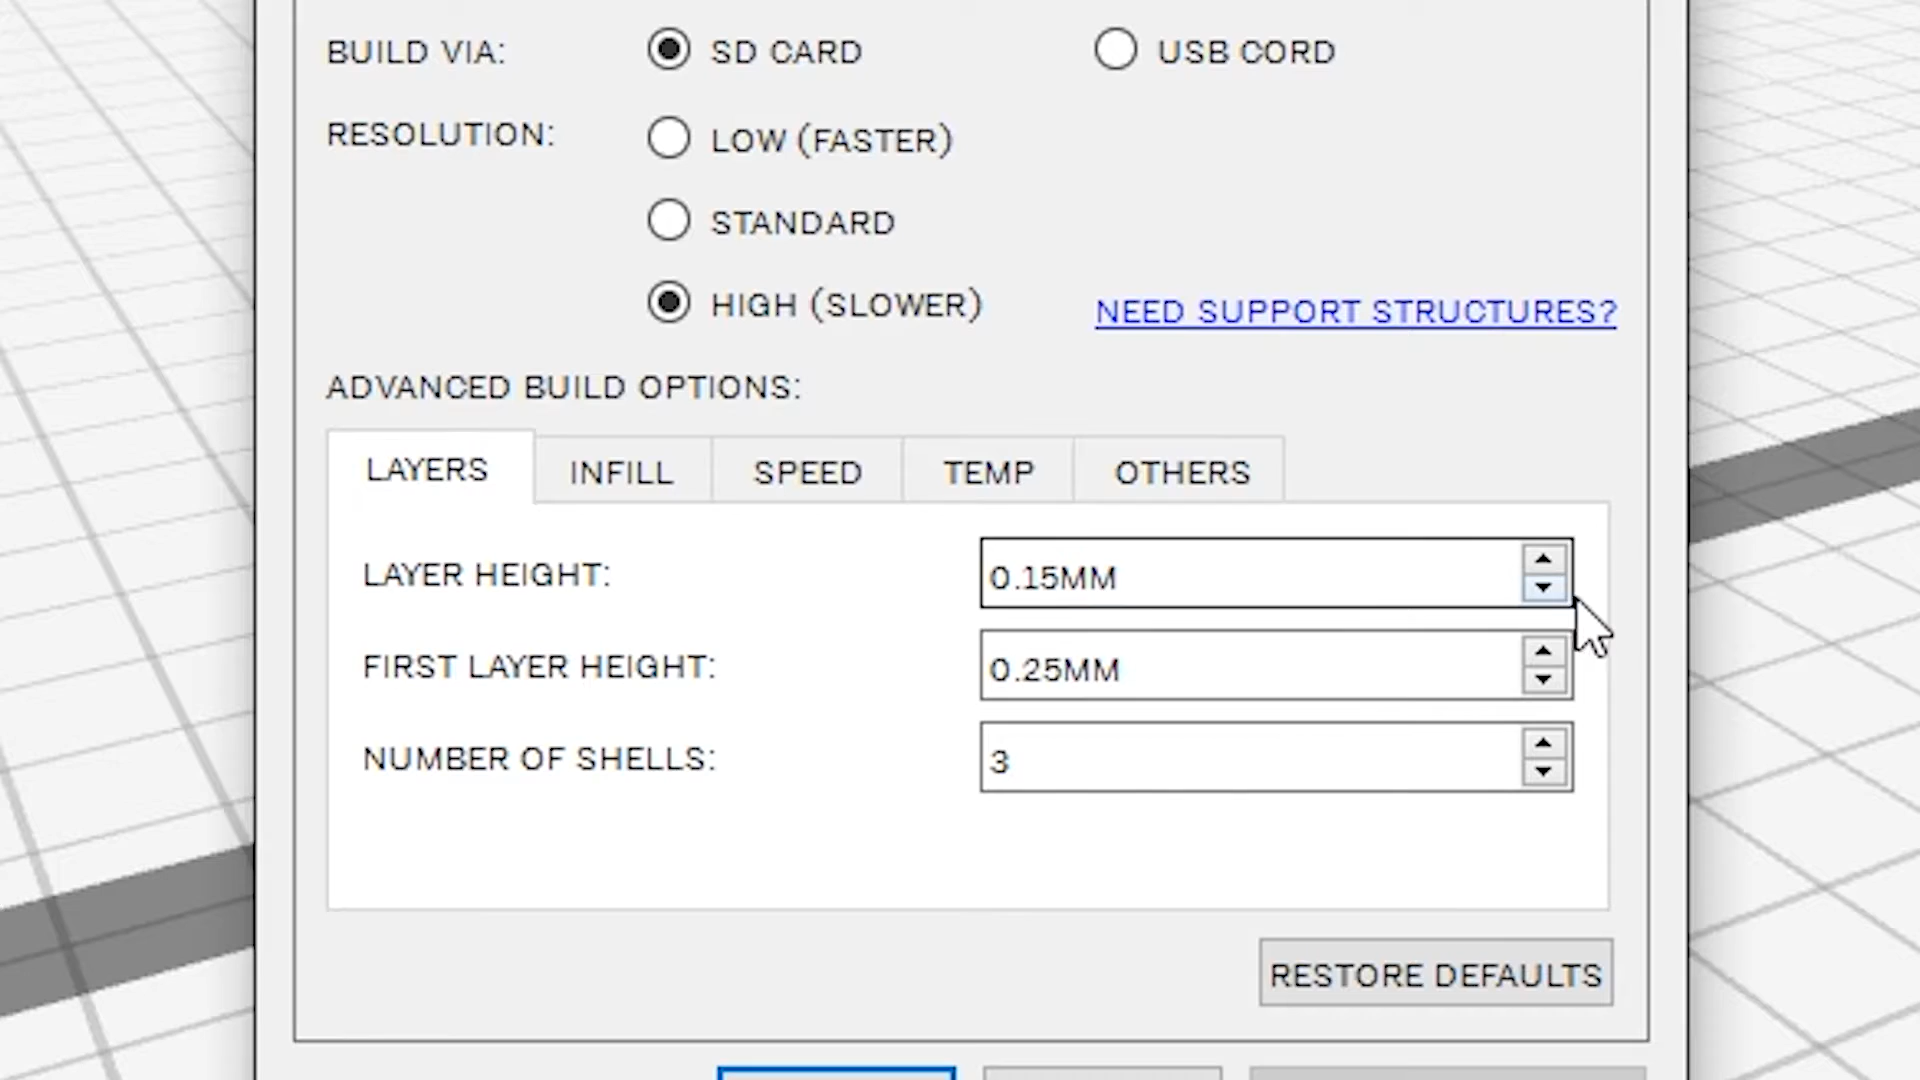 BUILD VIA: SD CARD USB CORD
RESOLUTION: LOW (FASTER)
STANDARD
HIGH (SLOWER) NEED SUPPORT STRUCTURES?
ADVANCED BUILD OPTIONS:
LAYERS INFILL SPEED TEMP OTHERS
LAYER HEIGHT: 0.15MM
FIRST LAYER HEIGHT: 0.25MM
NUMBER OF SHELLS: 3
RESTORE DEFAULTS